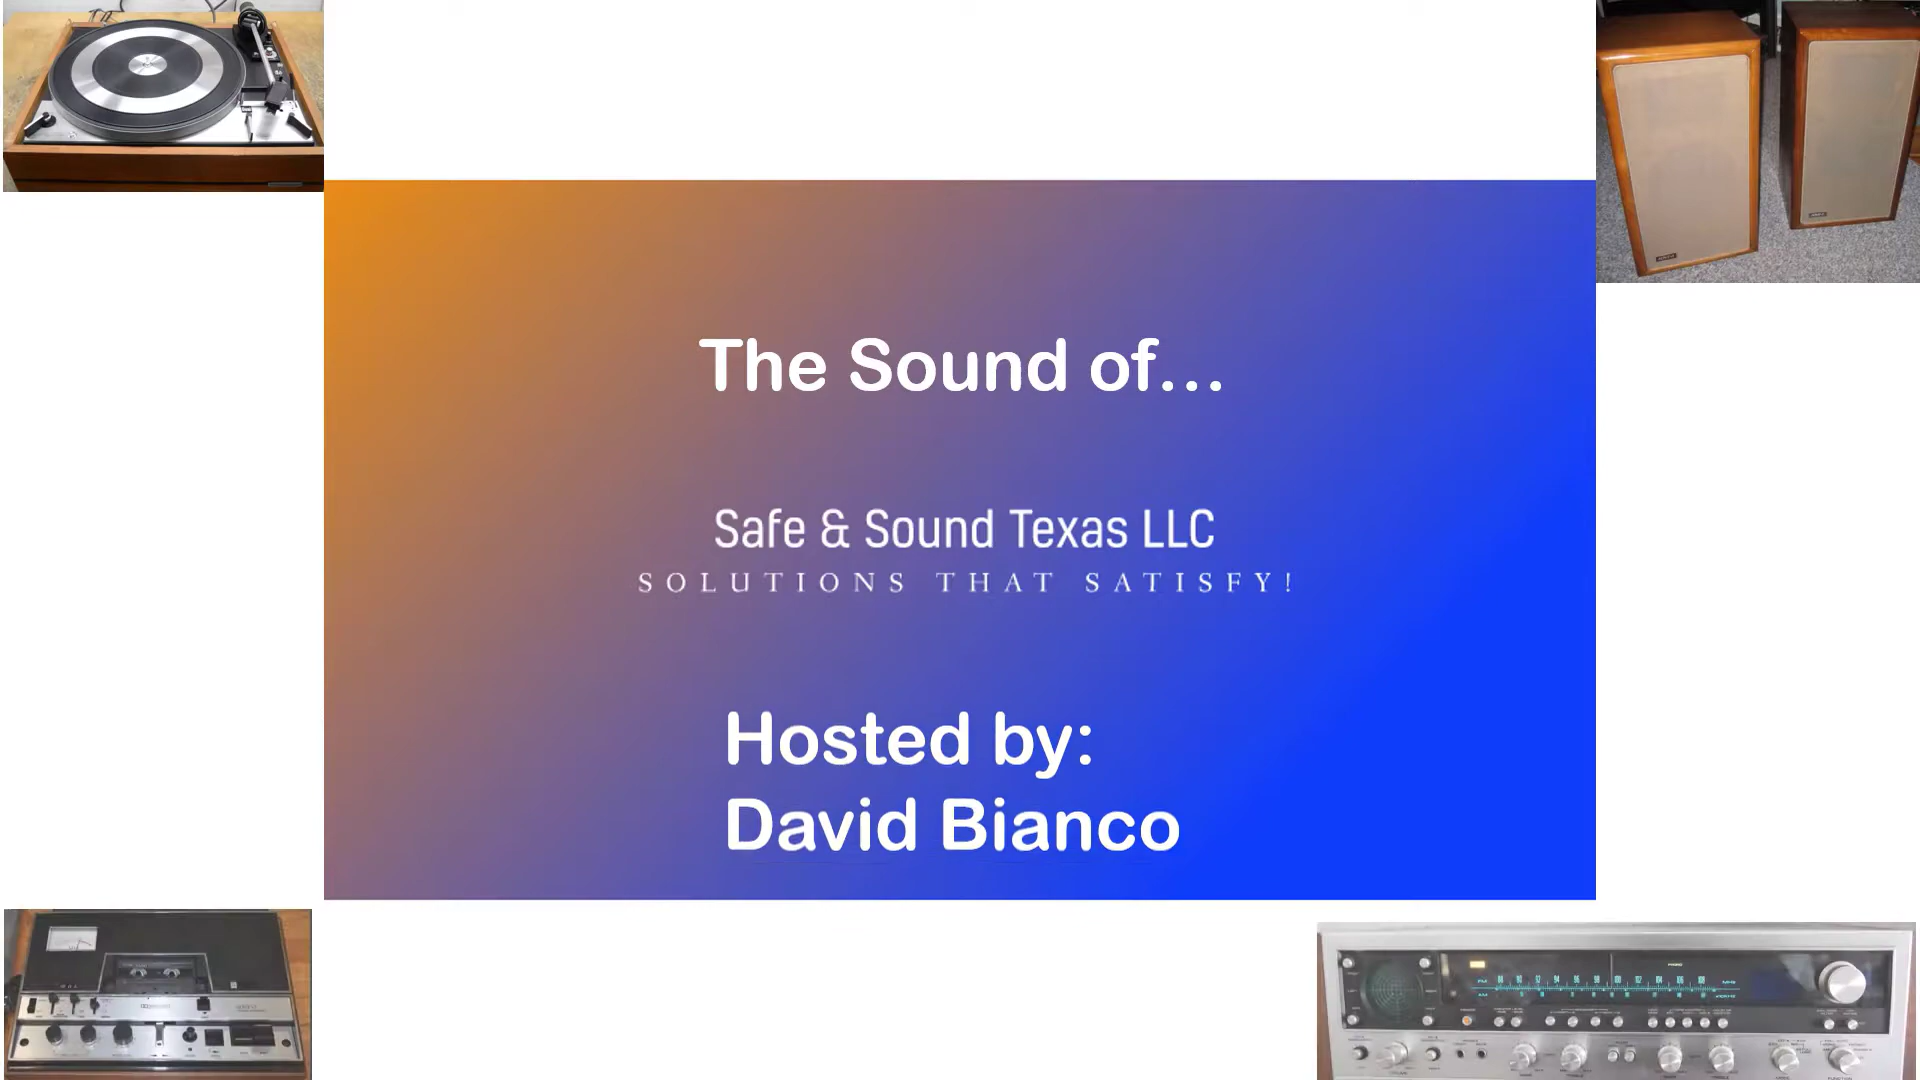 The Sound of...
Safe & Sound Texas LLC
SOLUTIONS THAT SATISFY!
Hosted by:
David Bianco